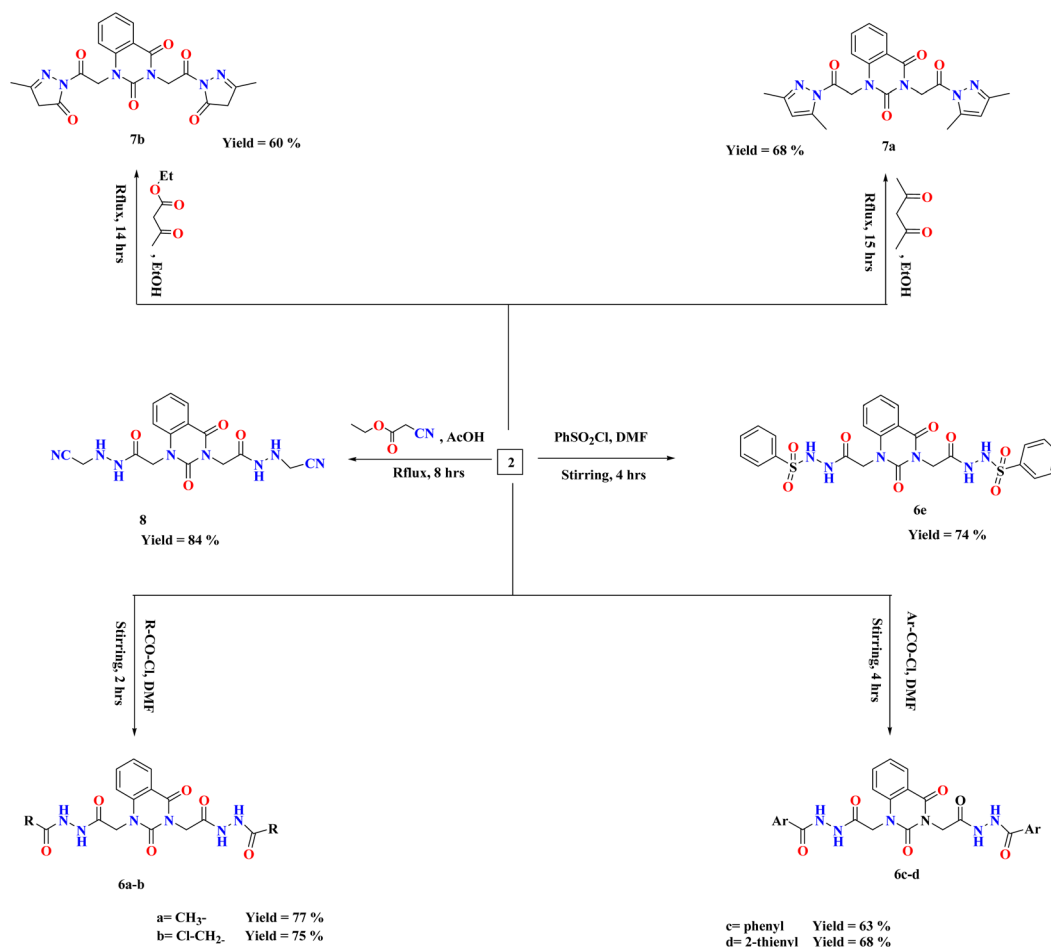 O
N
N
O
O
N
N
O
O
N
N
O
7b
Yield = 60 %
O
N
N
O
O
N
N
O
N
N
7a
Yield = 68 %
Rflux, 14 hrs
Et
O
O
O
, EtOH
Rflux, 15 hrs
O
O
, EtOH
NC
H
N
N
H
O
N
N
O
O
O
H
N
N
H
CN
8
Yield = 84 %
O
O
CN , AcOH
Rflux, 8 hrs
2
PhSO2Cl, DMF
Stirring, 4 hrs
O
S
O
H
N
N
H
O
N
N
O
O
O
H
N
N
H
S
O
O
6e
Yield = 74 %
R-CO-Cl, DMF
Stirring, 2 hrs
Ar-CO-Cl, DMF
Stirring, 4 hrs
R
O
H
N
N
H
O
N
N
O
O
O
H
N
N
H
O
R
6a-b
a= CH3- Yield = 77 %
b= Cl-CH2- Yield = 75 %
Ar
O
H
N
N
H
O
N
N
O
O
O
H
N
N
H
O
Ar
6c-d
c= phenyl Yield = 63 %
d= 2-thienyl Yield = 68 %